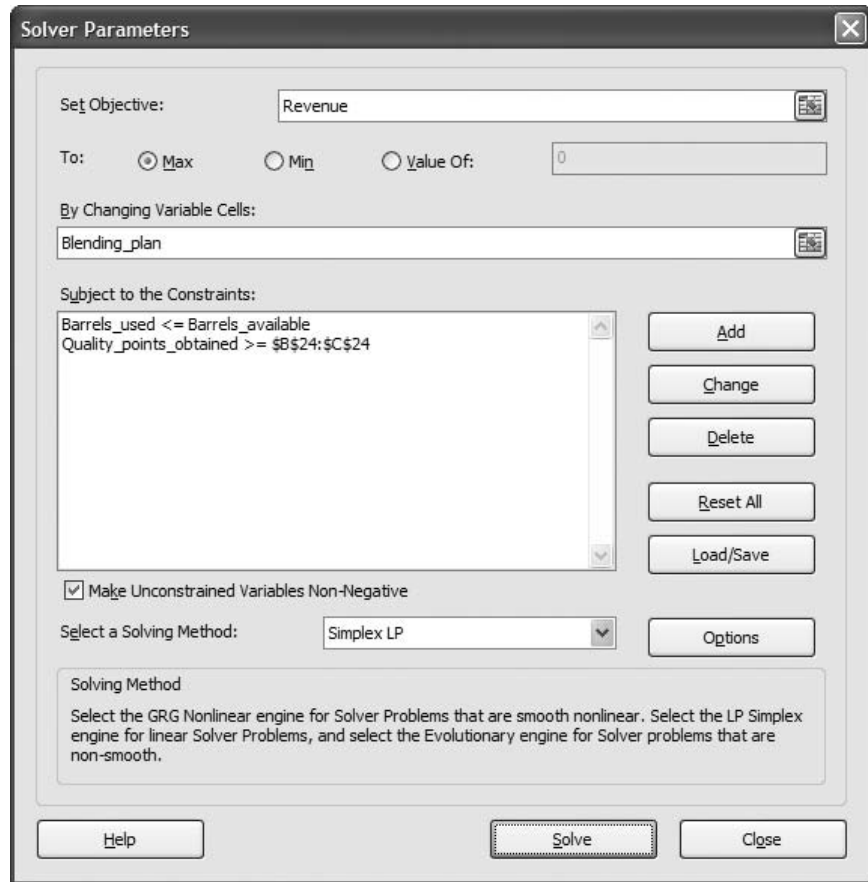 Solver Parameters
Set Objective: Revenue
To: Max Min Value Of: 0
By Changing Variable Cells:
Blending_plan
Subject to the Constraints:
Barrels_used <= Barrels_available
Quality_points_obtained >= $B$24:$C$24
Add
Change
Delete
Reset All
Load/Save
Make Unconstrained Variables Non-Negative
Select a Solving Method: Simplex LP Options
Solving Method
Select the GRG Nonlinear engine for Solver Problems that are smooth nonlinear. Select the LP Simplex
engine for linear Solver Problems, and select the Evolutionary engine for Solver problems that are
non-smooth.
Help Solve Close